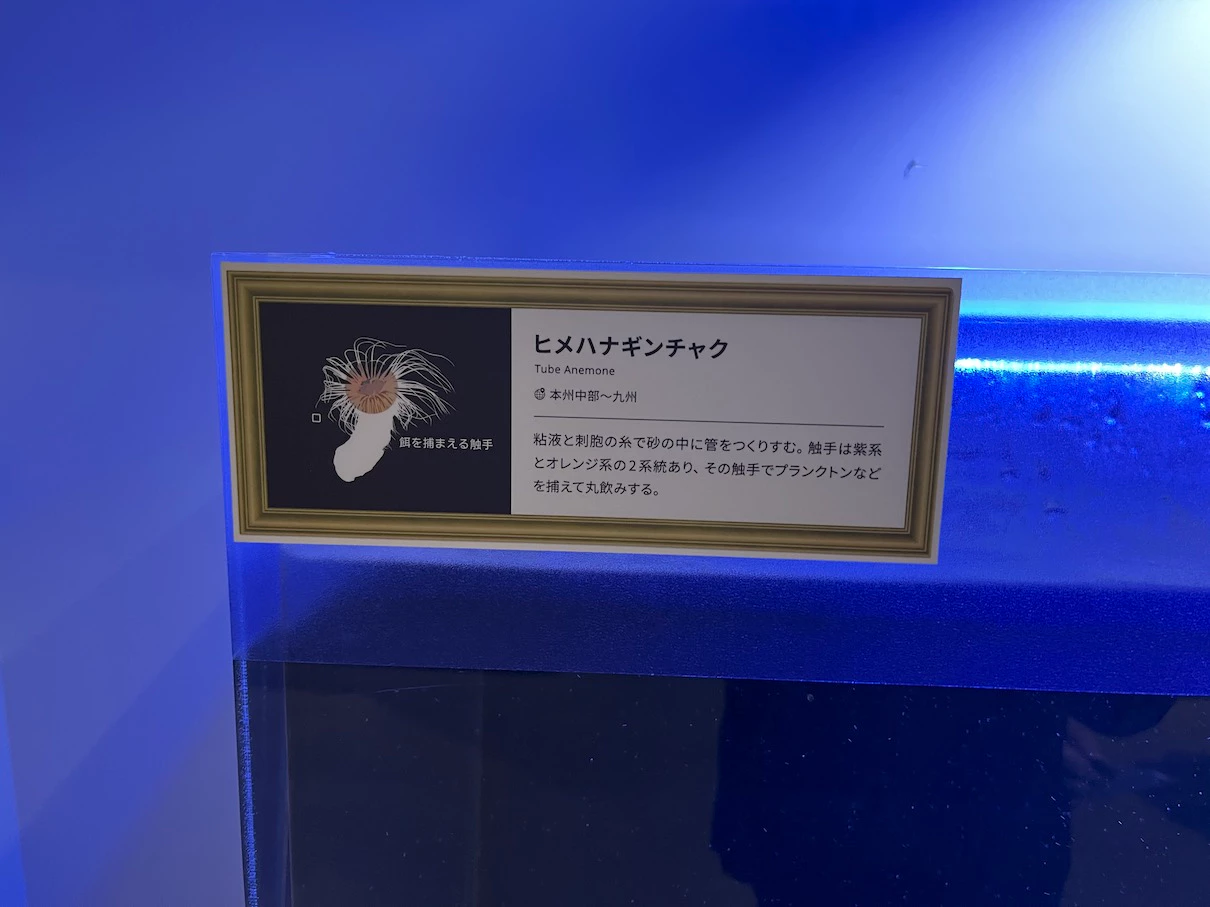 餌を捕まえる触手
ヒメハナギンチャク
Tube Anemone
本州中部〜九州
粘液と刺胞の糸で砂の中に管をつくりすむ。触手は紫系
とオレンジ系の2系統あり、その触手でプランクトンなど
を捕えて丸飲みする。